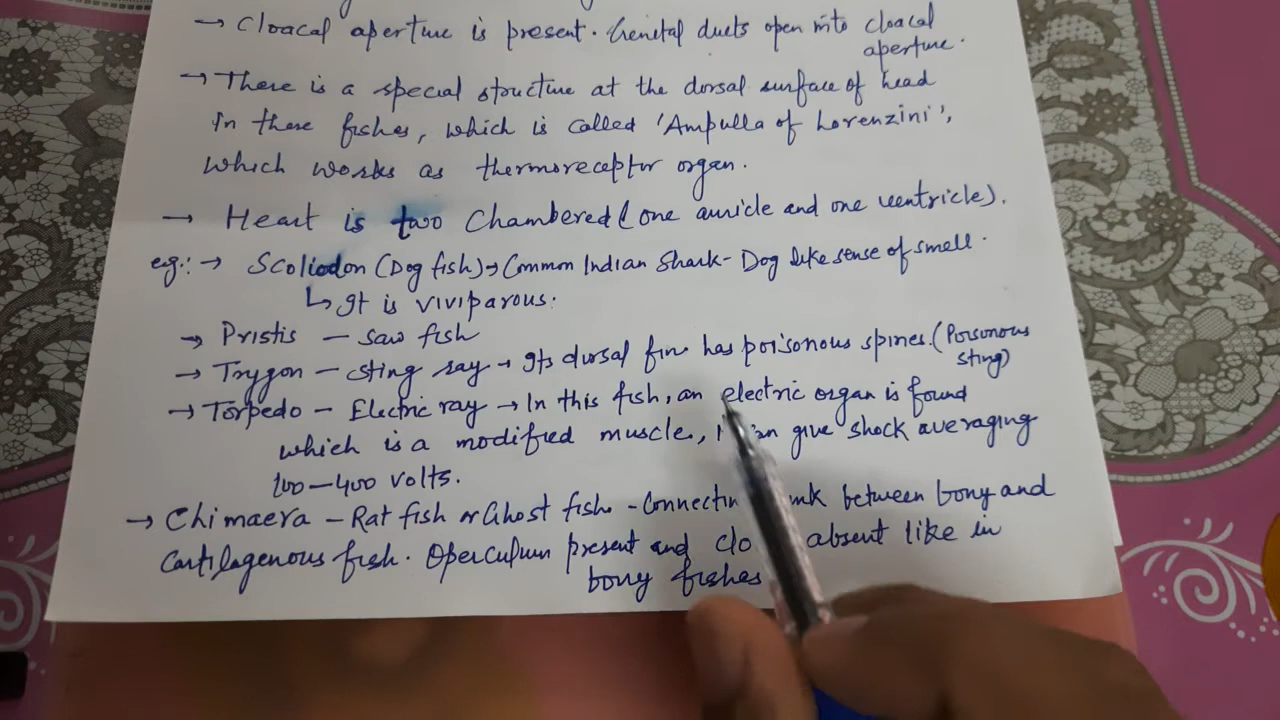 → Cloacal aperture is present. Genital ducts open into cloacal
aperture.
→ There is a special structure at the dorsal surface of head
In these fishes, which is called 'Ampulla of Lorenzini',
which works as thermoreceptor organ.
→ Heart is two Chambered (one auricle and one ventricle).
eg:→ Scoliodon (Dog fish)→Common Indian Shark- Dog like sense of smell.
↳ It is viviparous.
→ Pristis - Saw fish
→ Trygon - Sting ray → Its dorsal fin has poisonous spines. (Poisonous
sting)
→ Torpedo - Electric ray → In this fish, an electric organ is found
which is a modified muscle, give shock averaging
100-400 volts.
→ Chimaera - Rat fish or Ghost fish - between bony and
Cartilagenous fish. Operculum present and absent like in
bony fishes